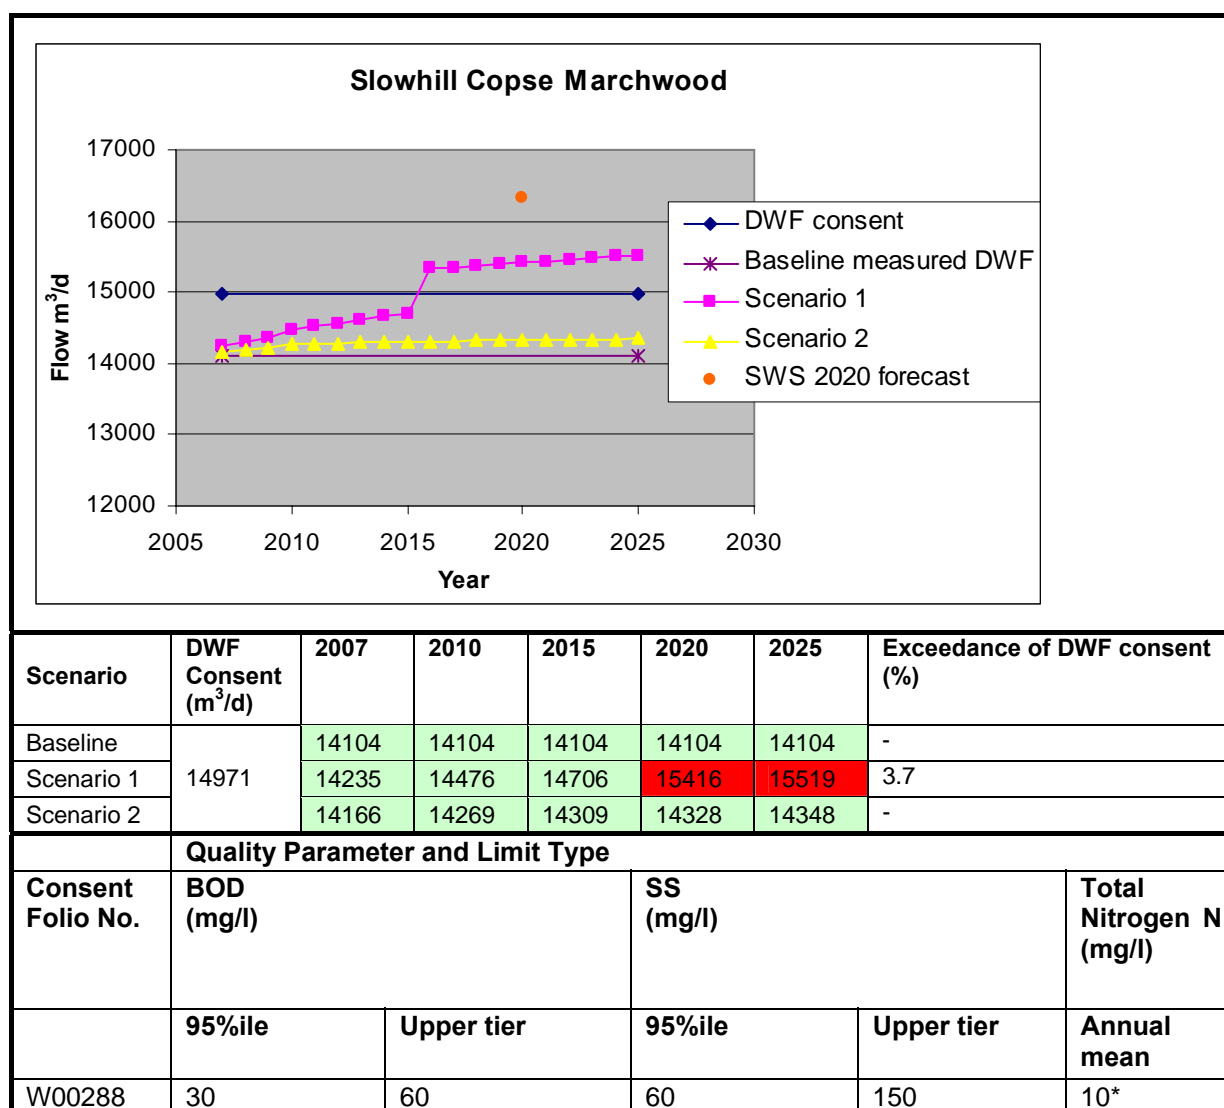 Slowhill Copse Marchwood
17000
16000
15000
14000
13000
12000
Flow m³/d
2005 2010 2015 2020 2025 2030
Year
DWF consent
Baseline measured DWF
Scenario 1
Scenario 2
SWS 2020 forecast
Scenario DWF Consent (m³/d) 2007 2010 2015 2020 2025 Exceedance of DWF consent (%)
Baseline 14971 14104 14104 14104 14104 14104 -
Scenario 1 14235 14476 14706 15416 15519 3.7
Scenario 2 14166 14269 14309 14328 14348 -
Quality Parameter and Limit Type
Consent Folio No. BOD (mg/l) SS (mg/l) Total Nitrogen N (mg/l)
95%ile Upper tier 95%ile Upper tier Annual mean
W00288 30 60 60 150 10*